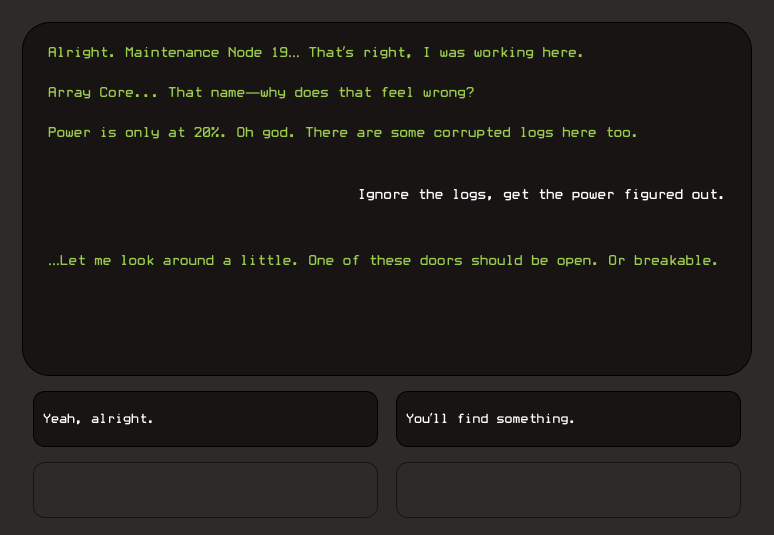 Alright. Maintenance Node 19... That's right, I was working here.
Array Core... That name—why does that feel wrong?
Power is only at 20%. Oh god. There are some corrupted logs here too.
Ignore the logs, get the power figured out.
...Let me look around a little. One of these doors should be open. Or breakable.
Yeah, alright.
You'll find something.